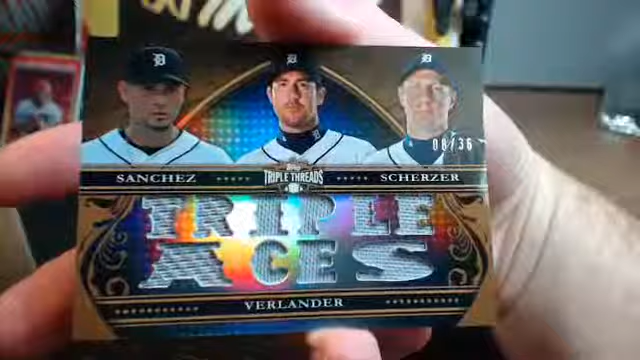 D
D
D
08/36
SANCHEZ
Topps
TRIPLE THREADS
SCHERZER
TRIPLE
ACES
VERLANDER